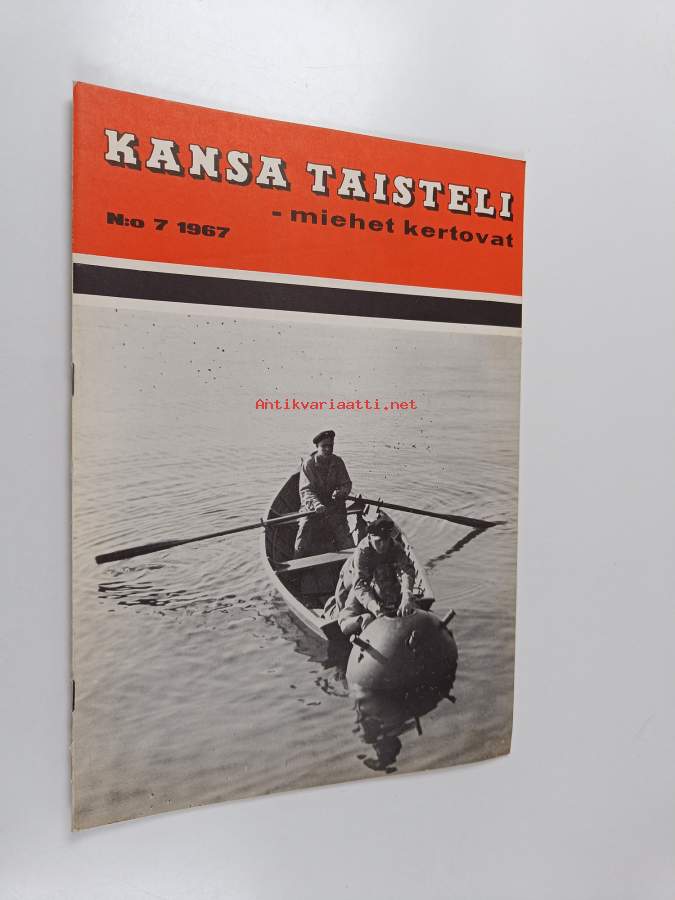 KANSA TAISTELI
- miehet kertovat
N:o 7 1967
Antikvariaatti.net